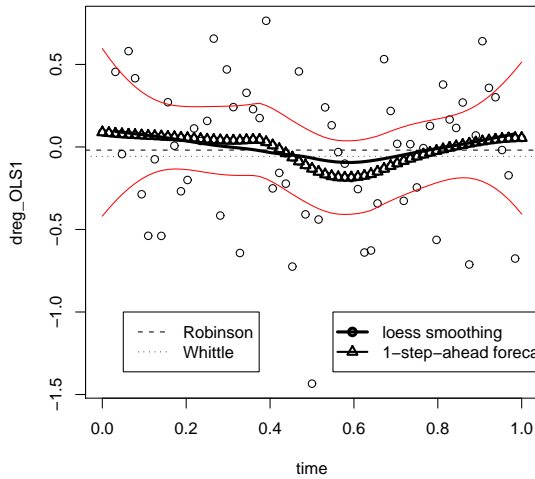 0.5
0.0
−0.5
−1.0
−1.5
dreg_OLS1
Robinson
Whittle
loess smoothing
1−step−ahead foreca
0.0 0.2 0.4 0.6 0.8 1.0
time